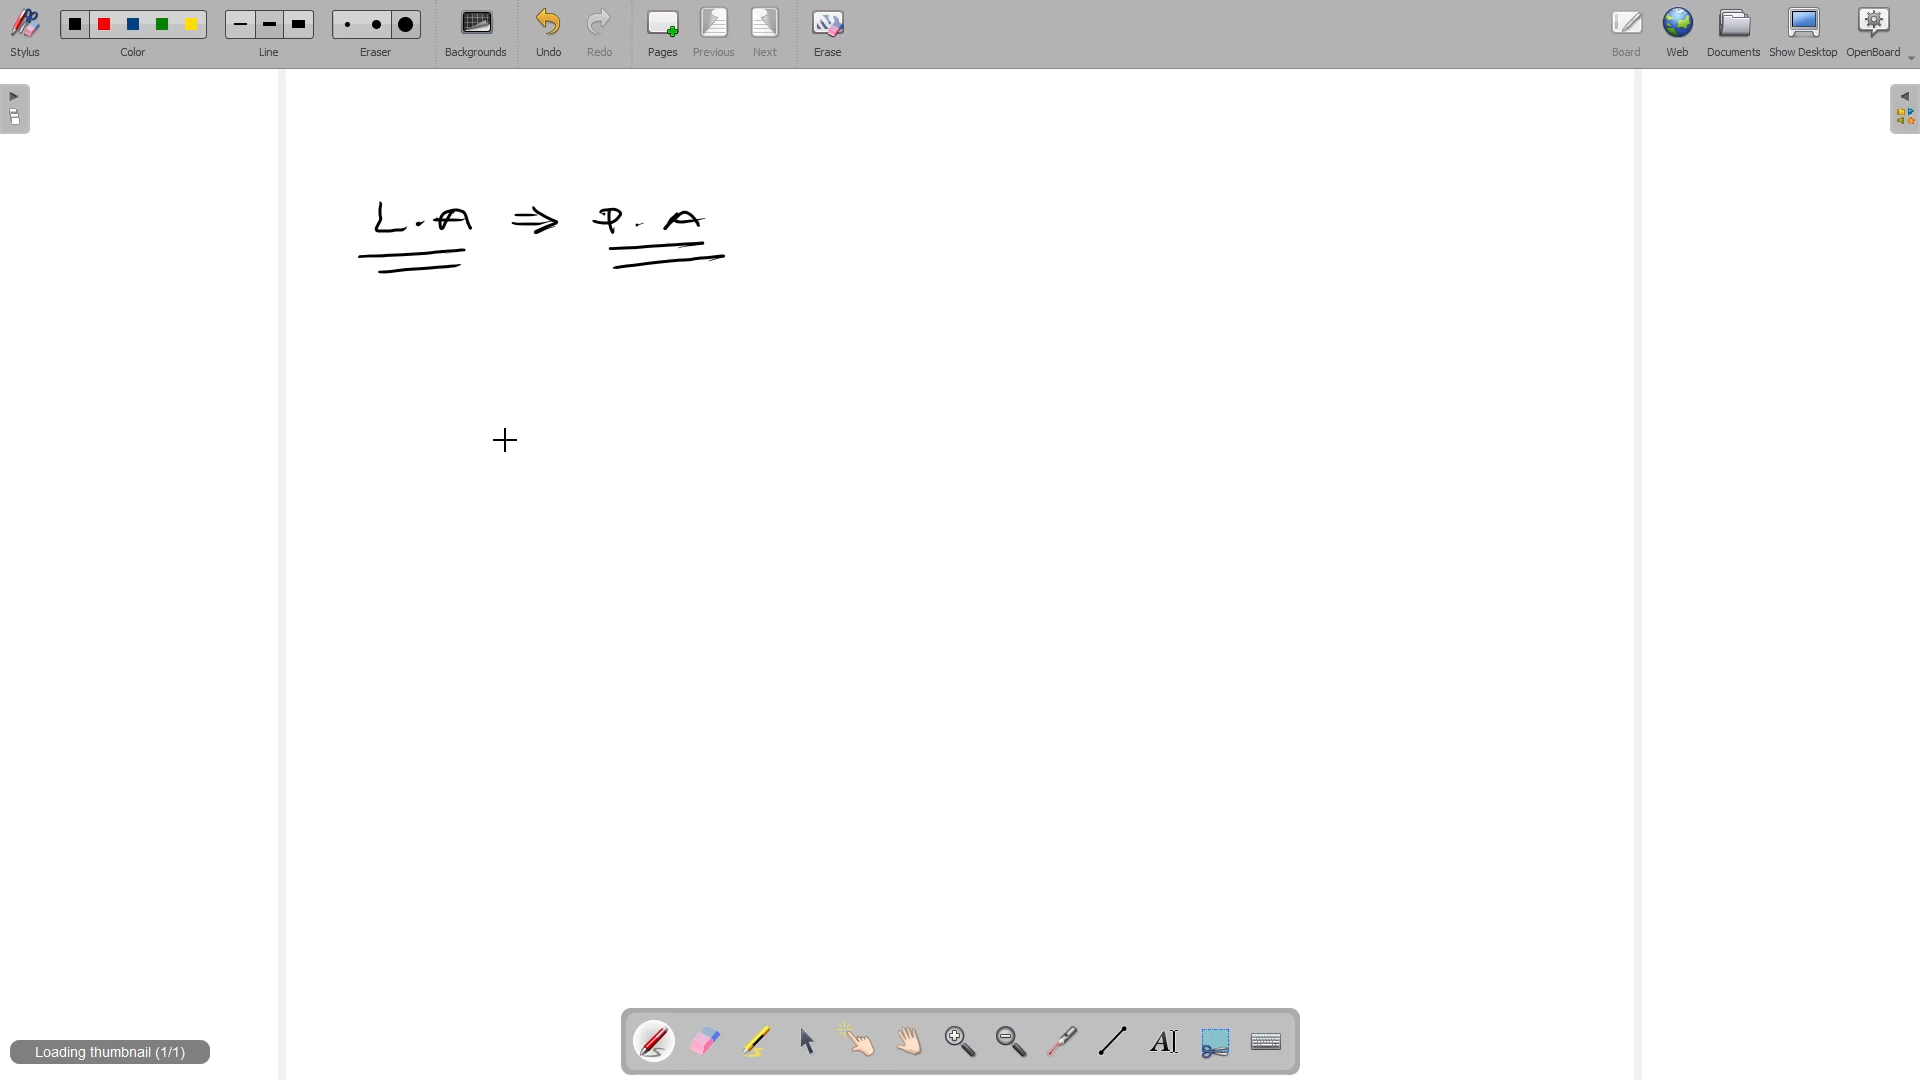 Stylus
Color
Line
Eraser
Backgrounds
Undo
Redo
Pages
Previous
Next
Erase
Board
Web
Documents
Show Desktop
OpenBoard
L.A ⇒ P.A
AI
Loading thumbnail (1/1)